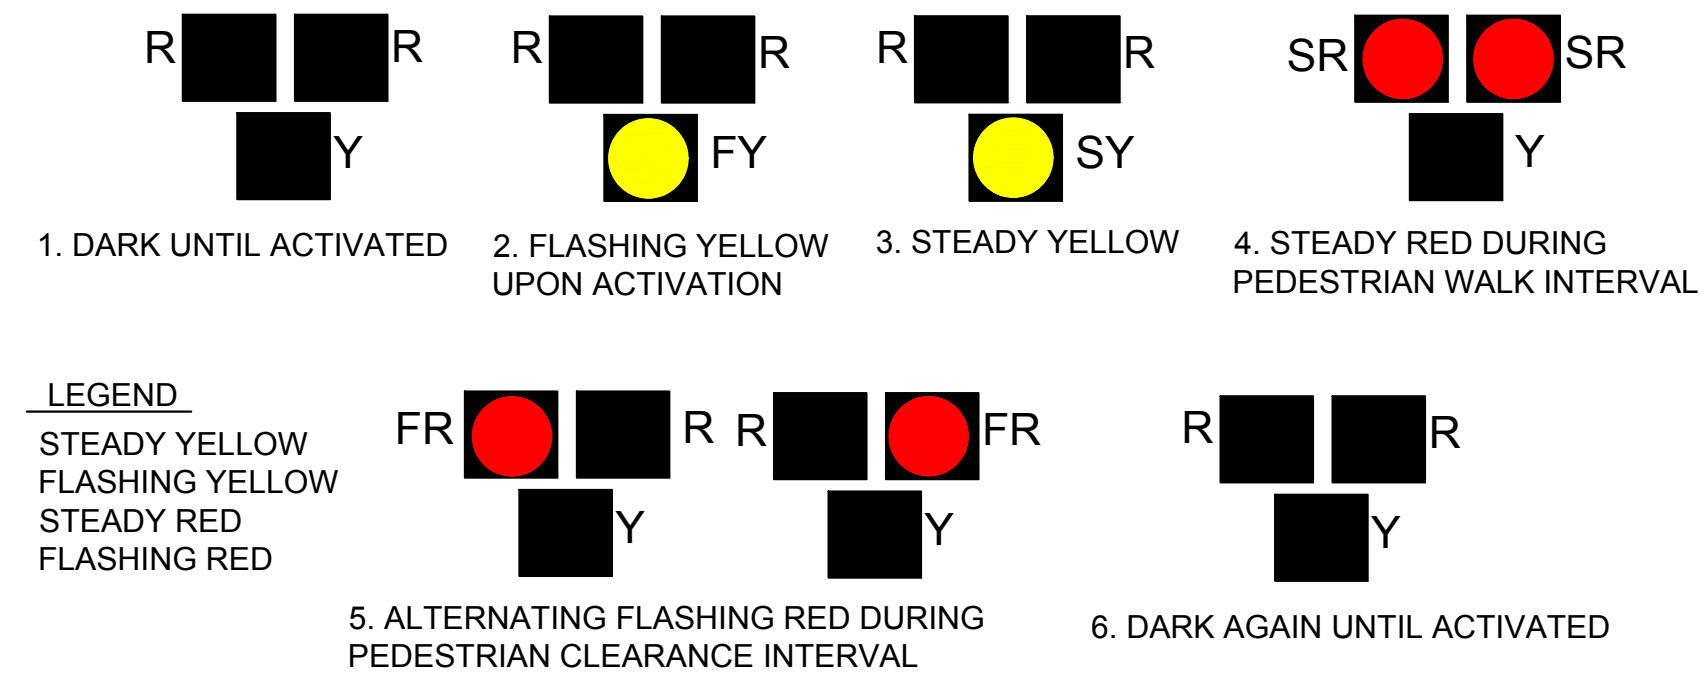 R R R R R R SR SR
Y FY SY Y
1. DARK UNTIL ACTIVATED
2. FLASHING YELLOW
UPON ACTIVATION
3. STEADY YELLOW
4. STEADY RED DURING
PEDESTRIAN WALK INTERVAL
LEGEND
STEADY YELLOW
FLASHING YELLOW
STEADY RED
FLASHING RED
FR R R FR R R
Y Y Y
5. ALTERNATING FLASHING RED DURING
PEDESTRIAN CLEARANCE INTERVAL
6. DARK AGAIN UNTIL ACTIVATED